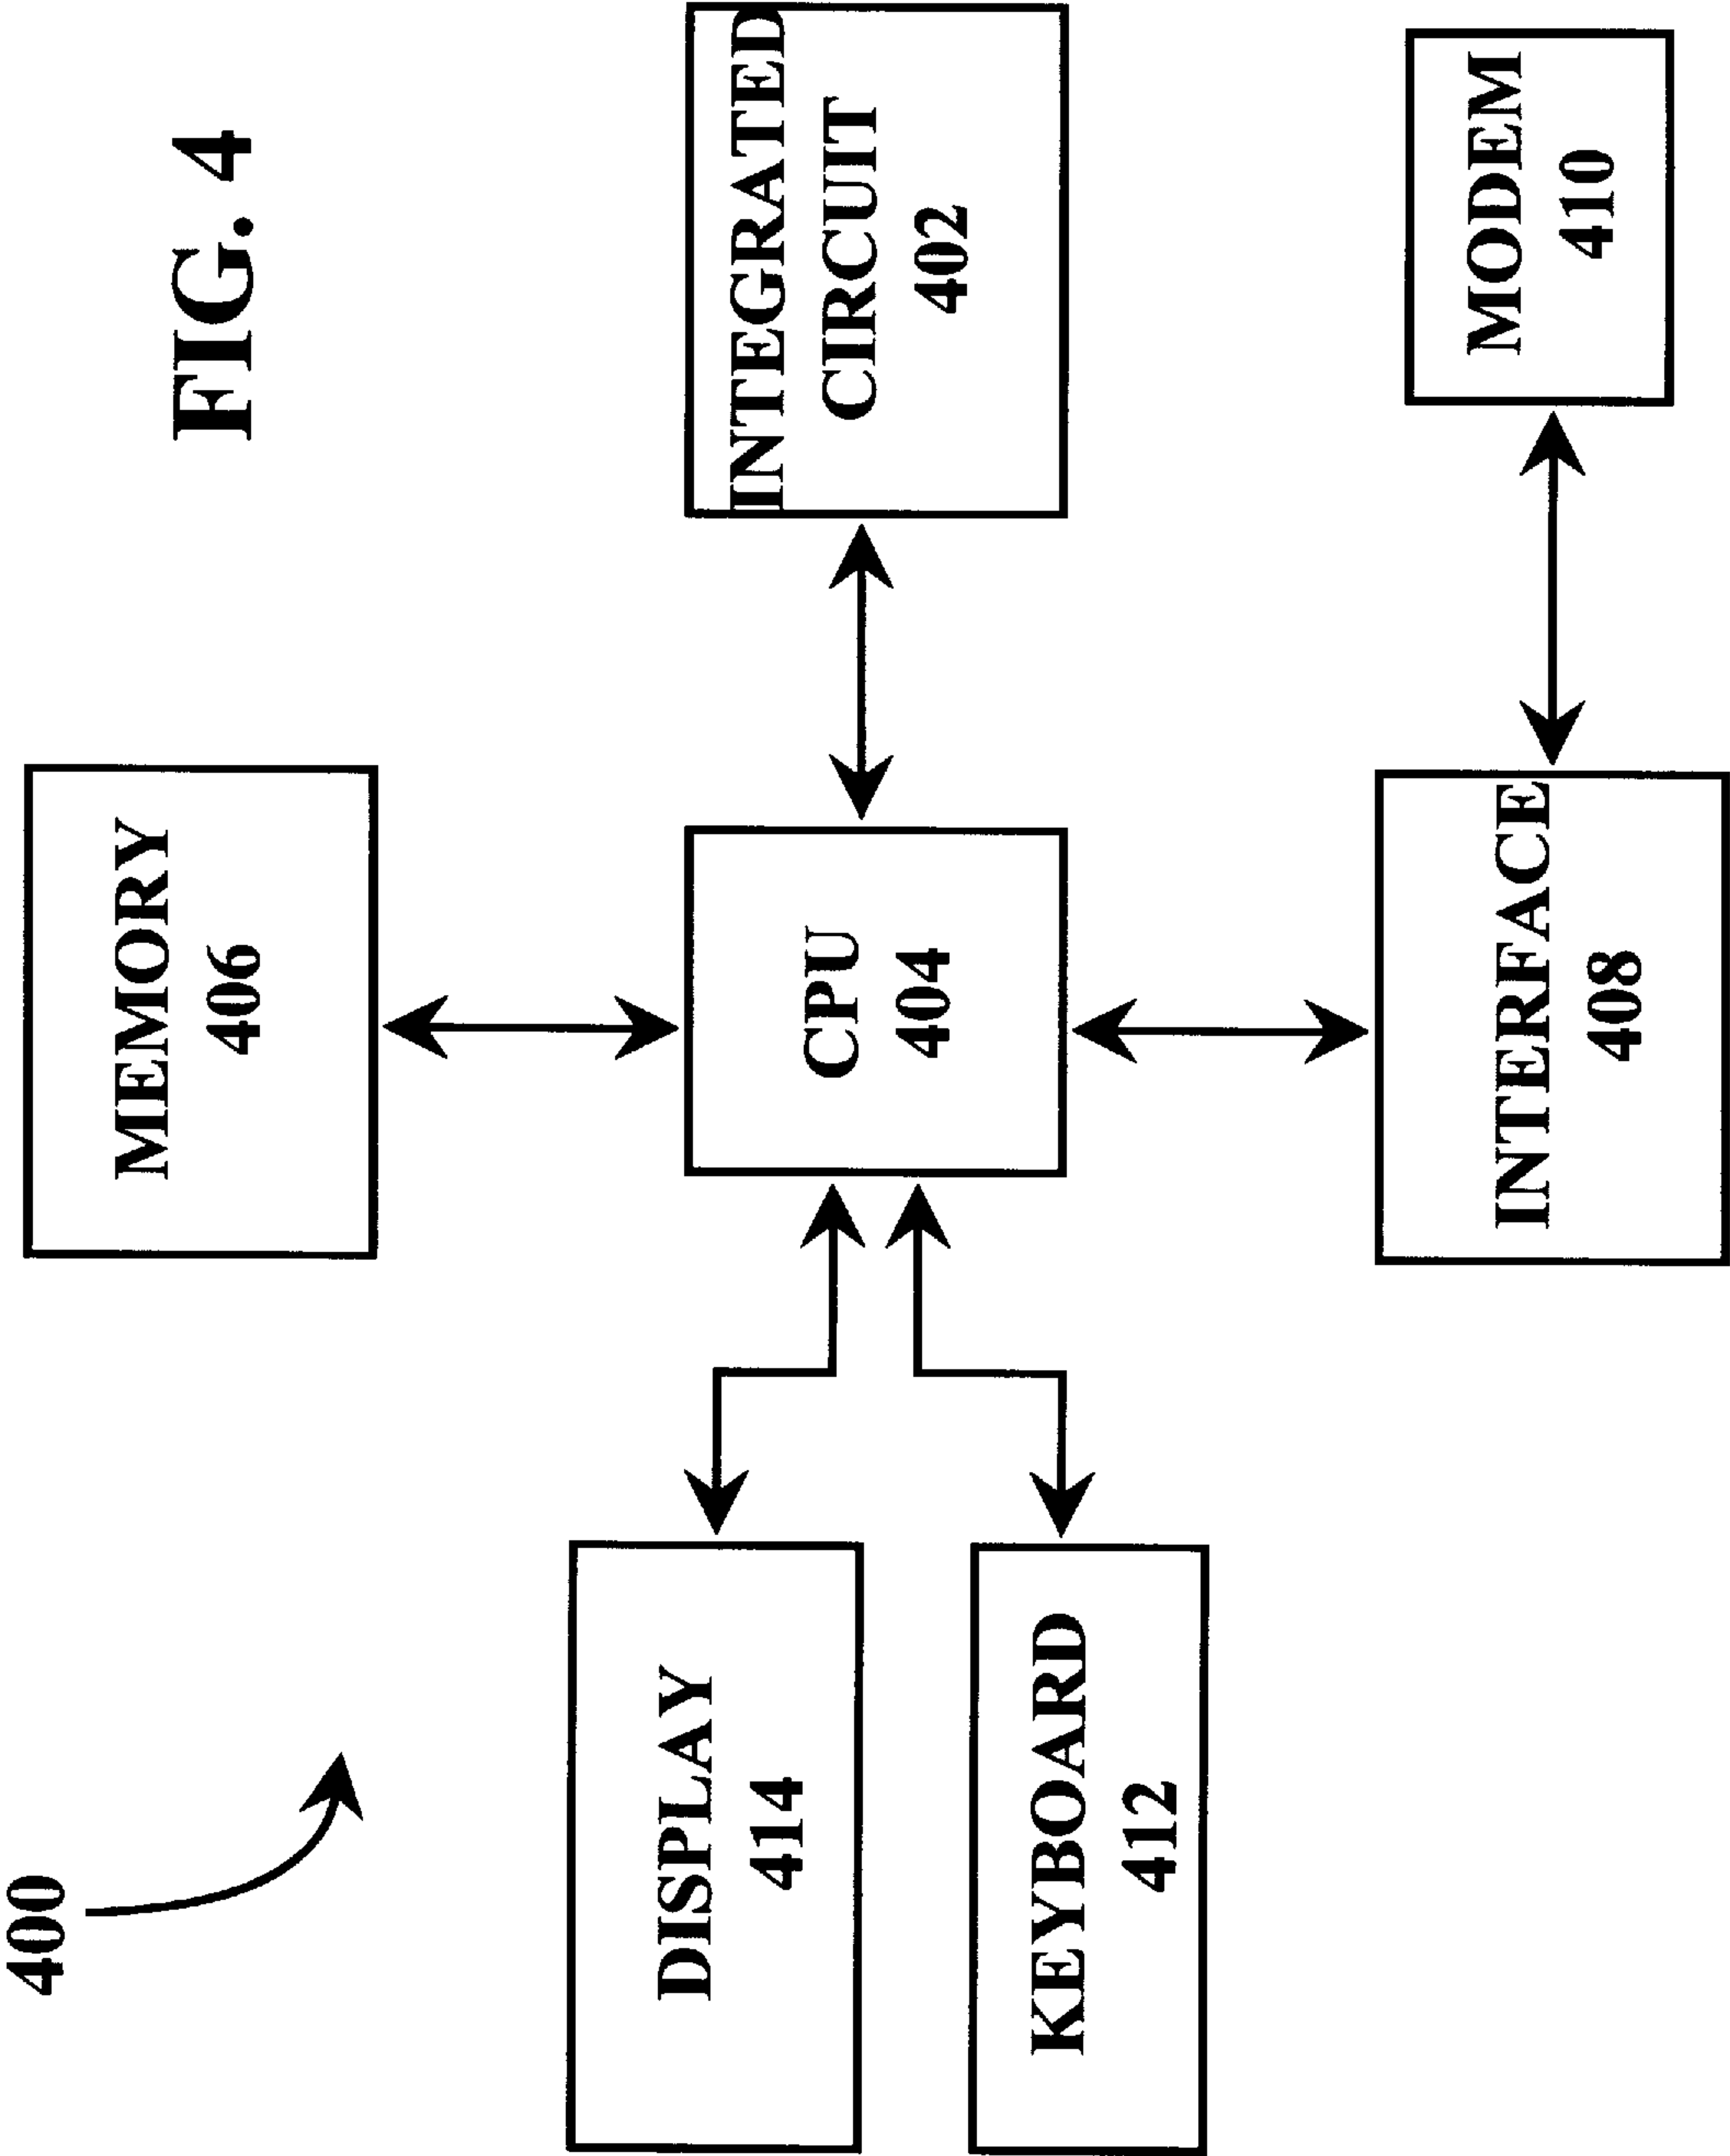 400
FIG. 4
MEMORY
406
DISPLAY
414
CPU
404
INTEGRATED
CIRCUIT
402
KEYBOARD
412
INTERFACE
408
MODEM
410